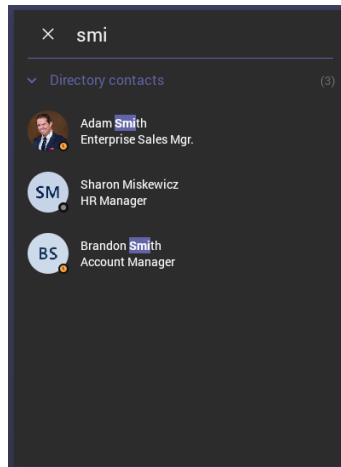 smi
Directory contacts (3)
Adam Smith
Enterprise Sales Mgr.
SM
Sharon Miskewicz
HR Manager
BS
Brandon Smith
Account Manager